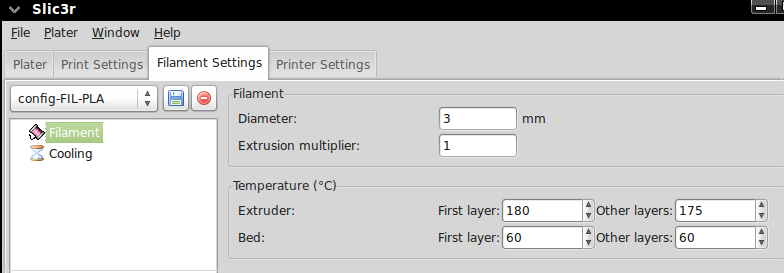 Slic3r
File Plater Window Help
Plater Print Settings Filament Settings Printer Settings
config-FIL-PLA
Filament
Cooling
Filament
Diameter: 3 mm
Extrusion multiplier: 1
Temperature (°C)
Extruder: First layer: 180 Other layers: 175
Bed: First layer: 60 Other layers: 60